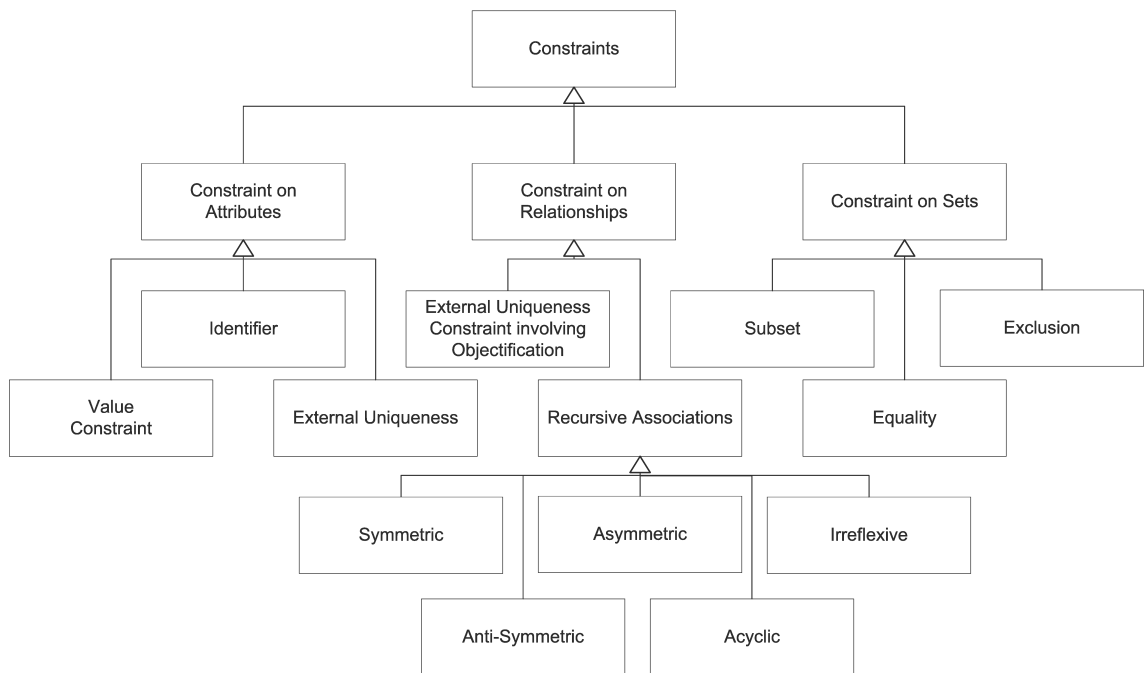 Constraints
Constraint on
Attributes
Constraint on
Relationships
Constraint on Sets
Identifier
External Uniqueness
Constraint involving
Objectification
Subset
Exclusion
Value
Constraint
External Uniqueness
Recursive Associations
Equality
Symmetric
Asymmetric
Irreflexive
Anti-Symmetric
Acyclic